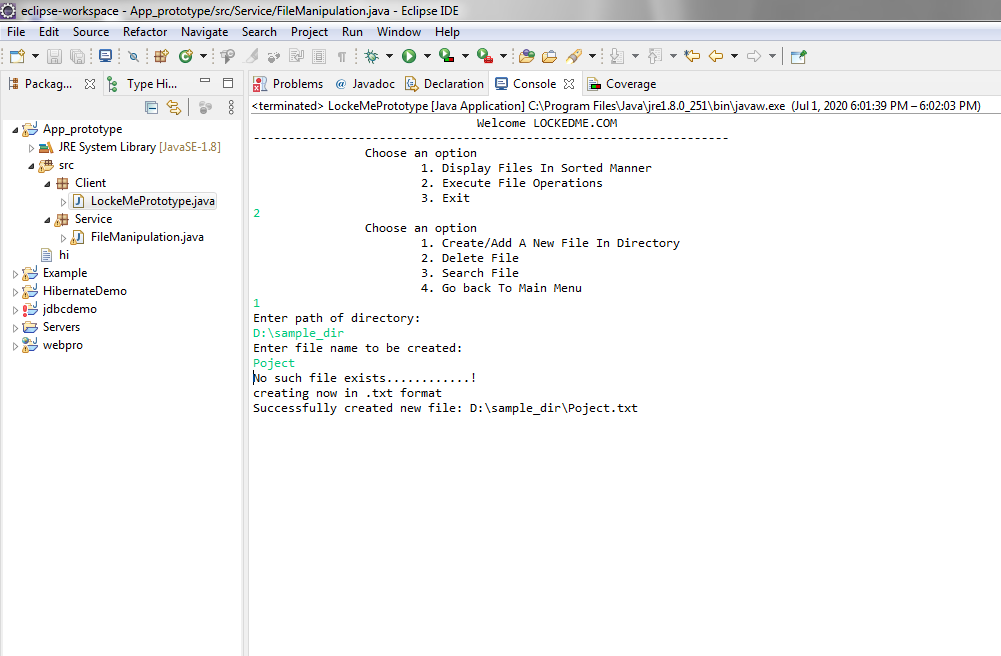 eclipse-workspace - App_prototype/src/Service/FileManipulation.java - Eclipse IDE
File Edit Source Refactor Navigate Search Project Run Window Help
Packag... Type Hi...
App_prototype
JRE System Library [JavaSE-1.8]
src
Client
LockeMePrototype.java
Service
FileManipulation.java
hi
Example
HibernateDemo
jdbcdemo
Servers
webpro
Problems @ Javadoc Declaration Console Coverage
<terminated> LockeMePrototype [Java Application] C:\Program Files\Java\jre1.8.0_251\bin\javaw.exe (Jul 1, 2020 6:01:39 PM – 6:02:03 PM)
Welcome LOCKEDME.COM
--------------------------------------------------------------------
Choose an option
1. Display Files In Sorted Manner
2. Execute File Operations
3. Exit
2
Choose an option
1. Create/Add A New File In Directory
2. Delete File
3. Search File
4. Go back To Main Menu
1
Enter path of directory:
D:\sample_dir
Enter file name to be created:
Poject
No such file exists............!
creating now in .txt format
Successfully created new file: D:\sample_dir\Poject.txt